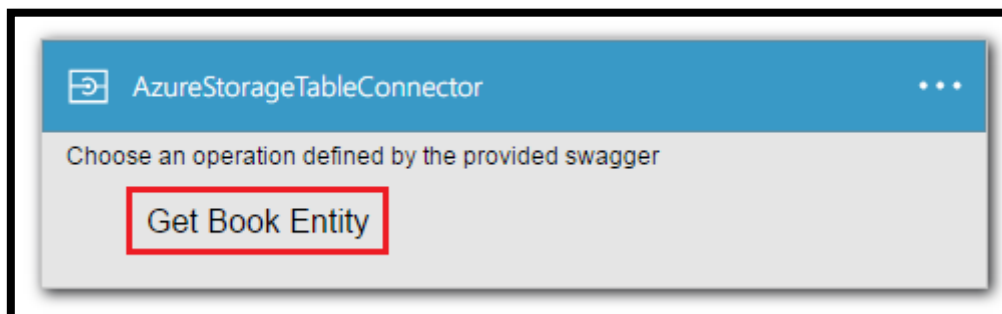 AzureStorageTableConnector
Choose an operation defined by the provided swagger
Get Book Entity